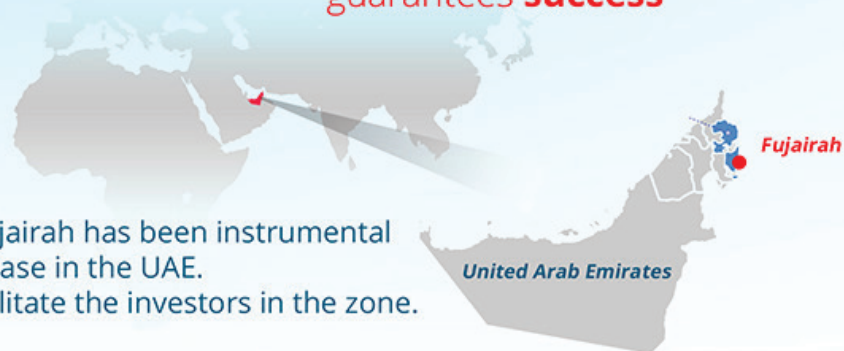 guarantees success
Fujairah
jairah has been instrumental
ase in the UAE.
litate the investors in the zone.
United Arab Emirates